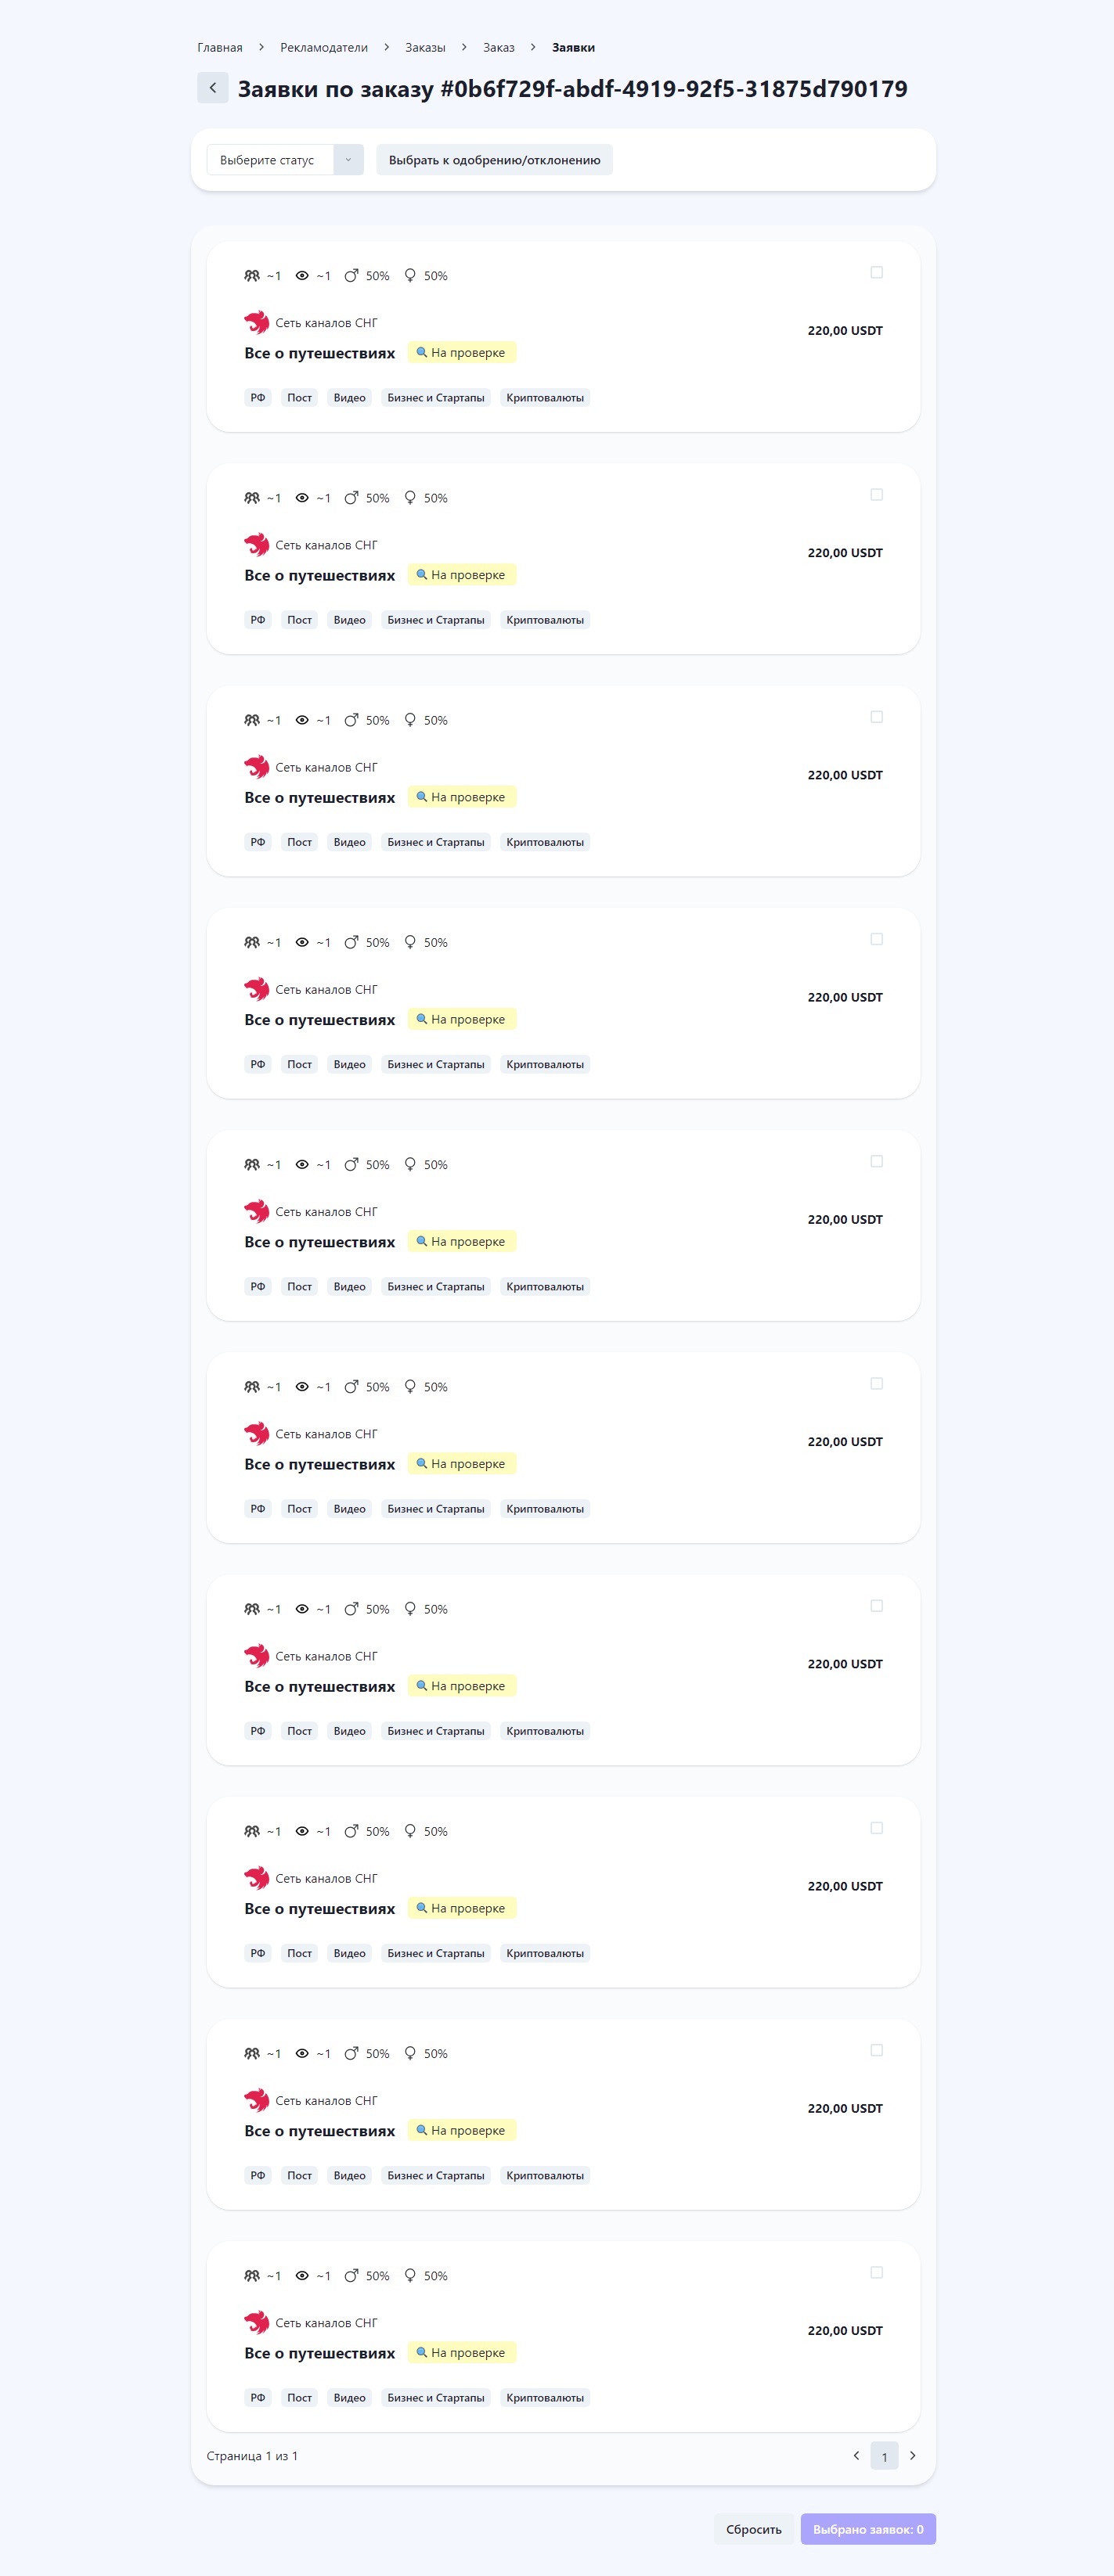 Главная > Рекламодатели > Заказы > Заказ > Заявки
Заявки по заказу #0b6f729f-abdf-4919-92f5-31875d790179
Выберите статус Выбрать к одобрению/отклонению
~1 ~1 50% 50%
Сеть каналов СНГ
220,00 USDT
Все о путешествиях На проверке
РФ Пост Видео Бизнес и Стартапы Криптовалюты
~1 ~1 50% 50%
Сеть каналов СНГ
220,00 USDT
Все о путешествиях На проверке
РФ Пост Видео Бизнес и Стартапы Криптовалюты
~1 ~1 50% 50%
Сеть каналов СНГ
220,00 USDT
Все о путешествиях На проверке
РФ Пост Видео Бизнес и Стартапы Криптовалюты
~1 ~1 50% 50%
Сеть каналов СНГ
220,00 USDT
Все о путешествиях На проверке
РФ Пост Видео Бизнес и Стартапы Криптовалюты
~1 ~1 50% 50%
Сеть каналов СНГ
220,00 USDT
Все о путешествиях На проверке
РФ Пост Видео Бизнес и Стартапы Криптовалюты
~1 ~1 50% 50%
Сеть каналов СНГ
220,00 USDT
Все о путешествиях На проверке
РФ Пост Видео Бизнес и Стартапы Криптовалюты
~1 ~1 50% 50%
Сеть каналов СНГ
220,00 USDT
Все о путешествиях На проверке
РФ Пост Видео Бизнес и Стартапы Криптовалюты
~1 ~1 50% 50%
Сеть каналов СНГ
220,00 USDT
Все о путешествиях На проверке
РФ Пост Видео Бизнес и Стартапы Криптовалюты
~1 ~1 50% 50%
Сеть каналов СНГ
220,00 USDT
Все о путешествиях На проверке
РФ Пост Видео Бизнес и Стартапы Криптовалюты
~1 ~1 50% 50%
Сеть каналов СНГ
220,00 USDT
Все о путешествиях На проверке
РФ Пост Видео Бизнес и Стартапы Криптовалюты
Страница 1 из 1 < 1 >
Сбросить Выбрано заявок: 0